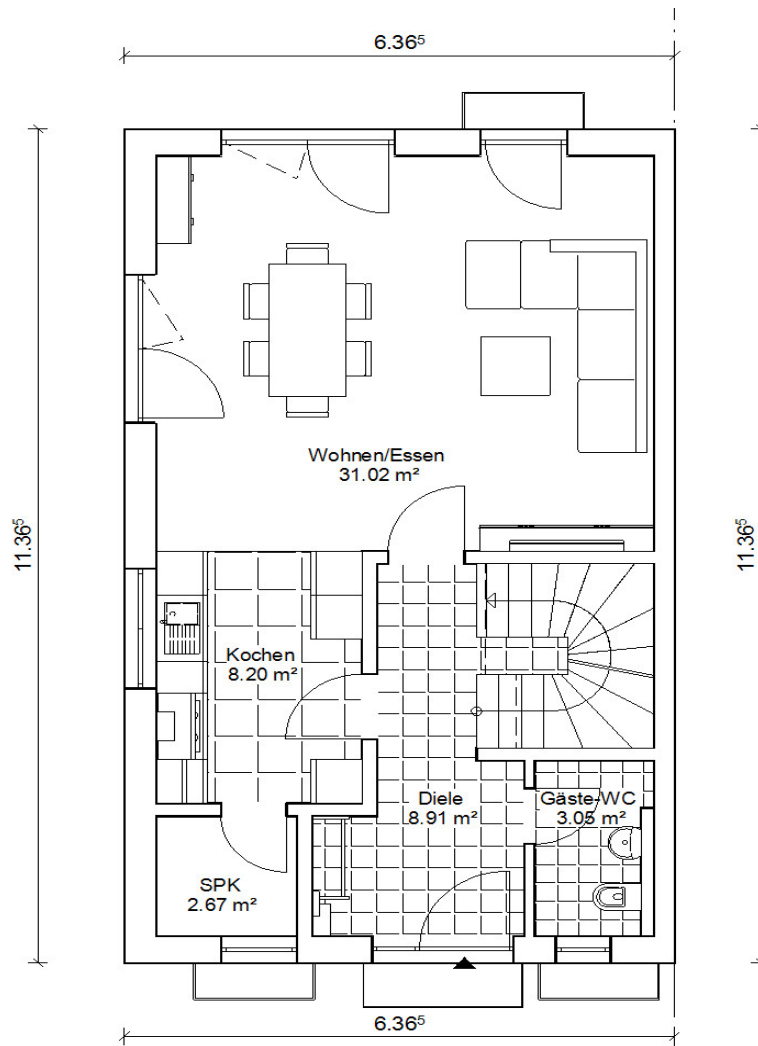 6.36⁵
11.36⁵
11.36⁵
Wohnen/Essen
31.02 m²
Kochen
8.20 m²
Diele
8.91 m²
Gäste-WC
3.05 m²
SPK
2.67 m²
6.36⁵